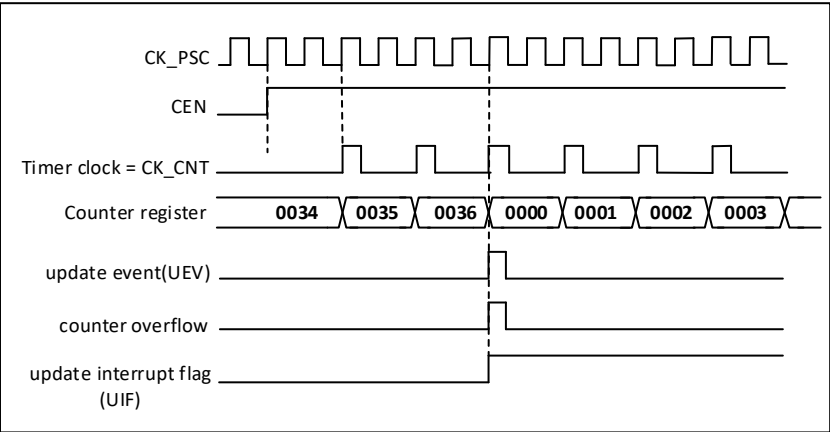 CK_PSC
CEN
Timer clock = CK_CNT
Counter register 0034 0035 0036 0000 0001 0002 0003
update event(UEV)
counter overflow
update interrupt flag
(UIF)